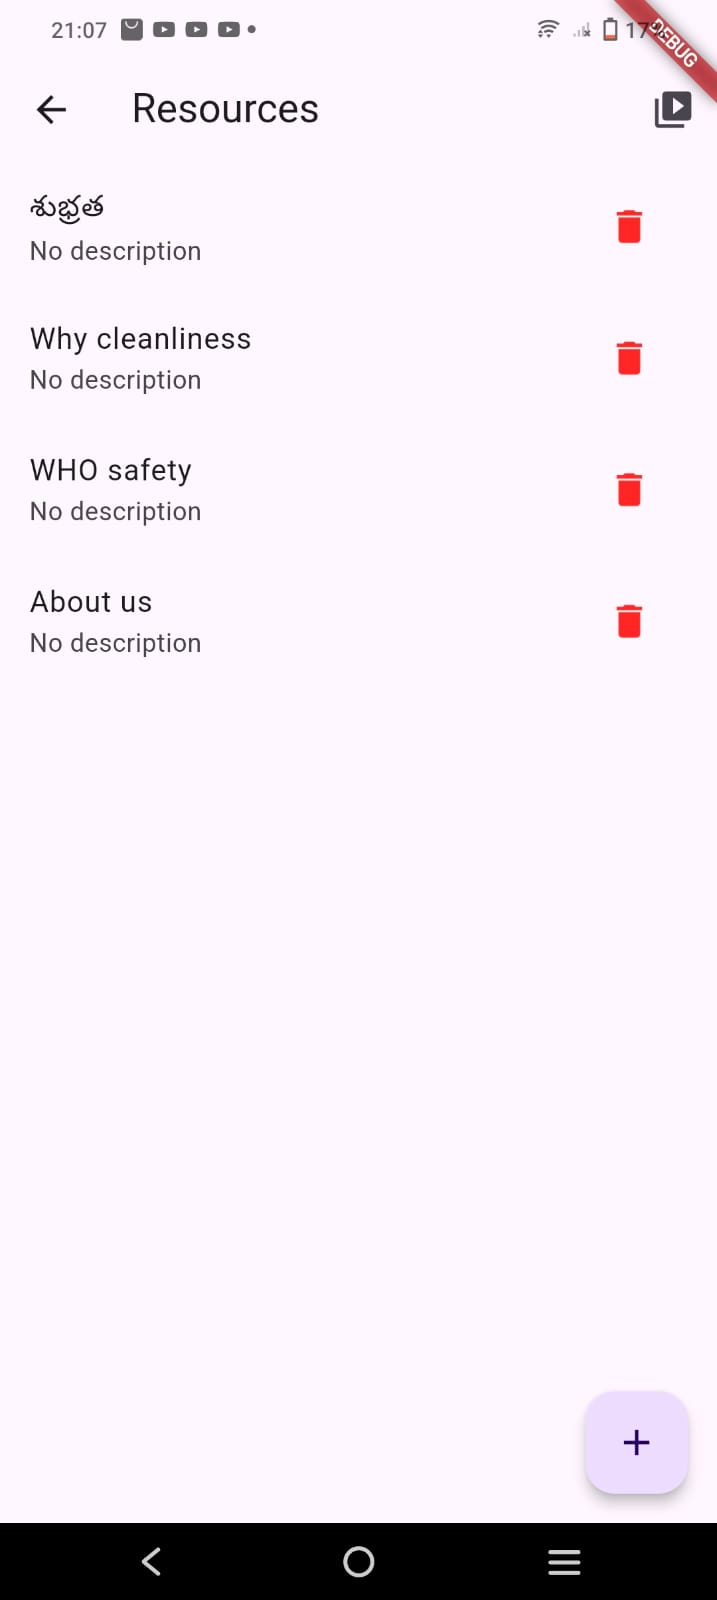 21:07
17%
DEBUG
Resources
శుభ్రత
No description
Why cleanliness
No description
WHO safety
No description
About us
No description